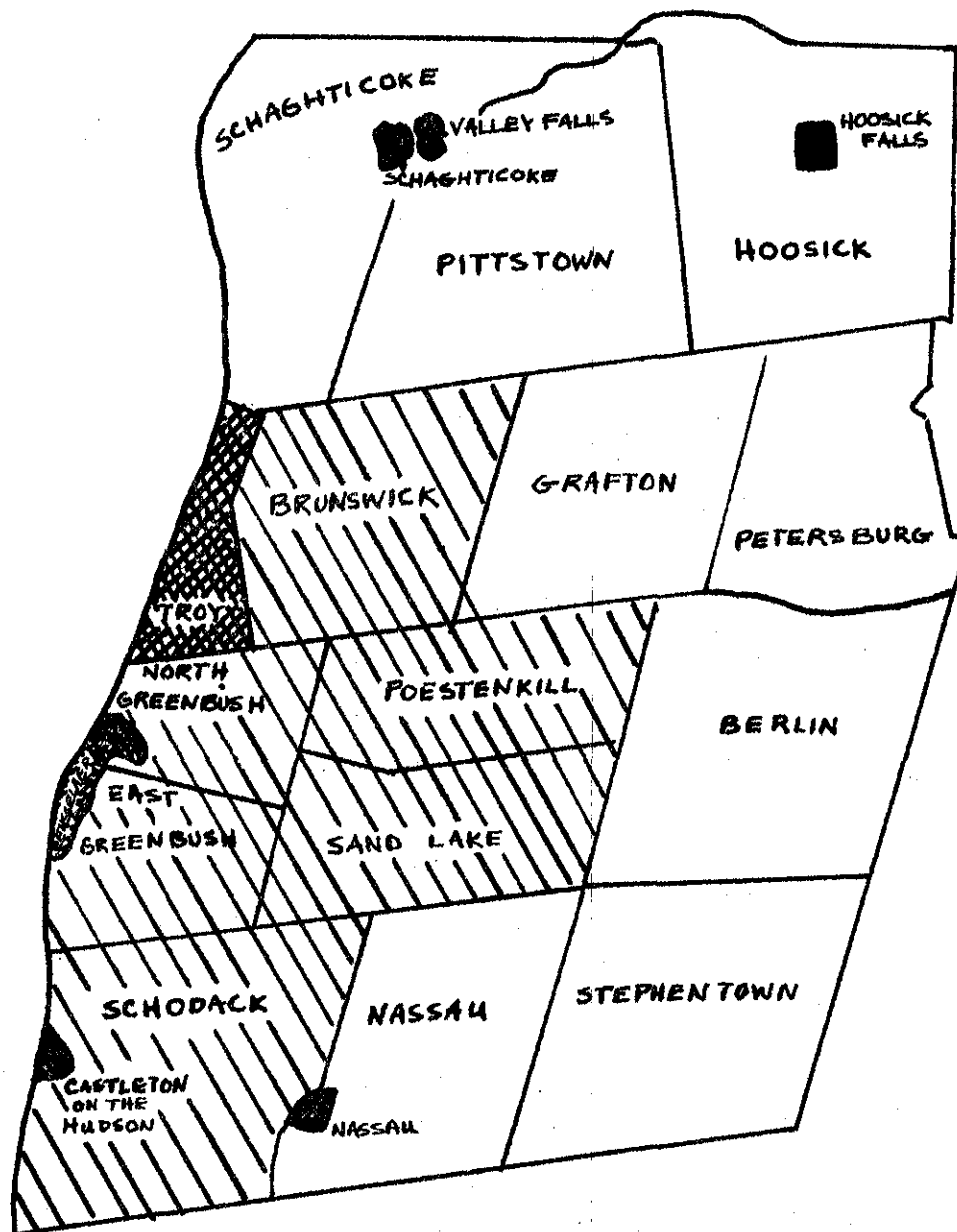 SCHAGHTICOKE
VALLEY FALLS
SCHAGHTICOKE
HOOSICK
FALLS
PITTSTOWN
HOOSICK
BRUNSWICK
GRAFTON
PETERSBURG
TROY
NORTH
GREENBUSH
POESTENKILL
BERLIN
EAST
GREENBUSH
SAND LAKE
SCHODACK
NASSAU
STEPHENTOWN
CASTLETON
ON THE
HUDSON
NASSAU